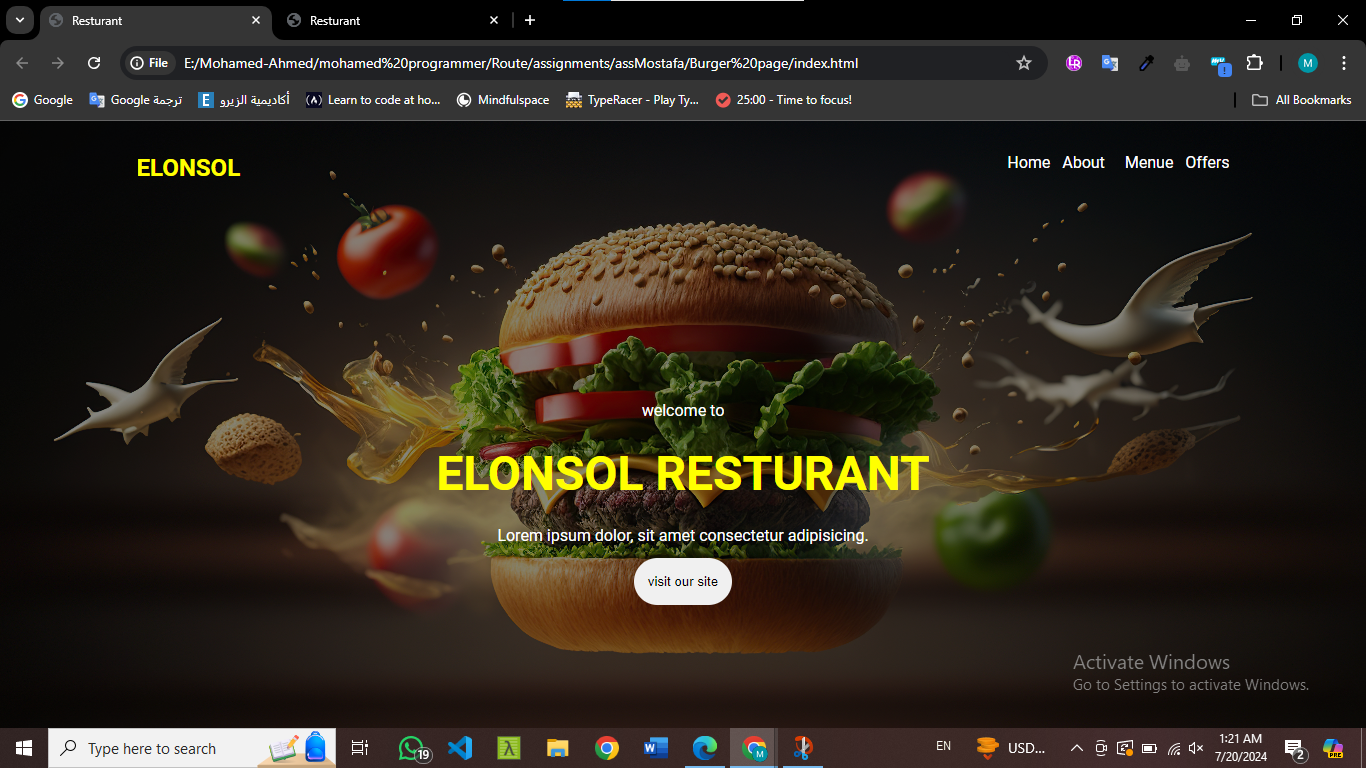 Resturant
Resturant
File
E:/Mohamed-Ahmed/mohamed%20programmer/Route/assignments/assMostafa/Burger%20page/index.html
M
Google
Google ترجمة
أكاديمية الزيرو
Learn to code at ho...
Mindfulspace
TypeRacer - Play Ty...
25:00 - Time to focus!
All Bookmarks
ELONSOL
Home About Menue Offers
welcome to
ELONSOL RESTURANT
Lorem ipsum dolor, sit amet consectetur adipisicing.
visit our site
Activate Windows
Go to Settings to activate Windows.
Type here to search
19
EN
USD...
1:21 AM
7/20/2024
2
PRE